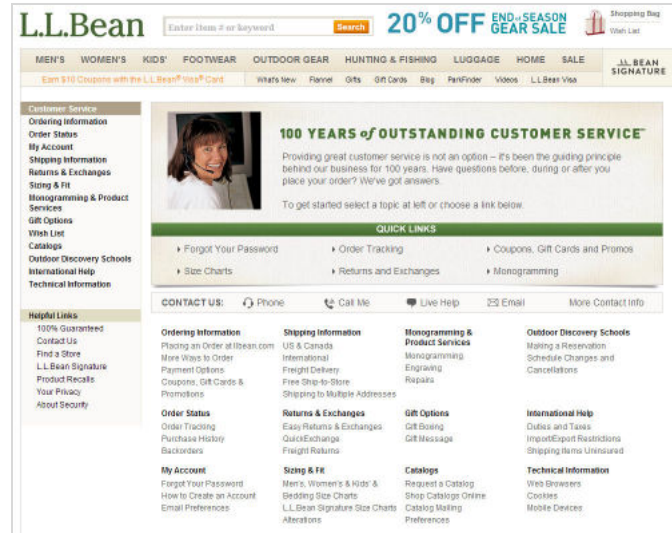 L.L.Bean
Enter Item # or keyword
Search
20% OFF END of SEASON GEAR SALE
Shopping Bag
Wish List
MEN'S WOMEN'S KIDS' FOOTWEAR OUTDOOR GEAR HUNTING & FISHING LUGGAGE HOME SALE
L.L.BEAN
SIGNATURE
Earn $10 Coupons with the L.L.Bean® Visa® Card
What's New Flannel Gifts Gift Cards Blog ParkFinder Videos L.L.Bean Visa
Customer Service
Ordering Information
Order Status
My Account
Shipping Information
Returns & Exchanges
Sizing & Fit
Monogramming & Product
Services
Gift Options
Wish List
Catalogs
Outdoor Discovery Schools
International Help
Technical Information
Helpful Links
100% Guaranteed
Contact Us
Find a Store
L.L.Bean Signature
Product Recalls
Your Privacy
About Security
100 YEARS of OUTSTANDING CUSTOMER SERVICE™
Providing great customer service is not an option – it's been the guiding principle
behind our business for 100 years. Have questions before, during or after you
place your order? We've got answers.
To get started select a topic at left or choose a link below.
QUICK LINKS
Forgot Your Password
Order Tracking
Coupons, Gift Cards and Promos
Size Charts
Returns and Exchanges
Monogramming
CONTACT US: Phone Call Me Live Help Email More Contact Info
Ordering Information
Placing an Order at llbean.com
More Ways to Order
Payment Options
Coupons, Gift Cards &
Promotions
Shipping Information
US & Canada
International
Freight Delivery
Free Ship-to-Store
Shipping to Multiple Addresses
Monogramming &
Product Services
Monogramming
Engraving
Repairs
Outdoor Discovery Schools
Making a Reservation
Schedule Changes and
Cancellations
Order Status
Order Tracking
Purchase History
Backorders
Returns & Exchanges
Easy Returns & Exchanges
QuickExchange
Freight Returns
Gift Options
Gift Boxing
Gift Message
International Help
Duties and Taxes
Import/Export Restrictions
Shipping Items Uninsured
My Account
Forgot Your Password
How to Create an Account
Email Preferences
Sizing & Fit
Men's, Women's & Kids' &
Bedding Size Charts
L.L.Bean Signature Size Charts
Alterations
Catalogs
Request a Catalog
Shop Catalogs Online
Catalog Mailing
Preferences
Technical Information
Web Browsers
Cookies
Mobile Devices